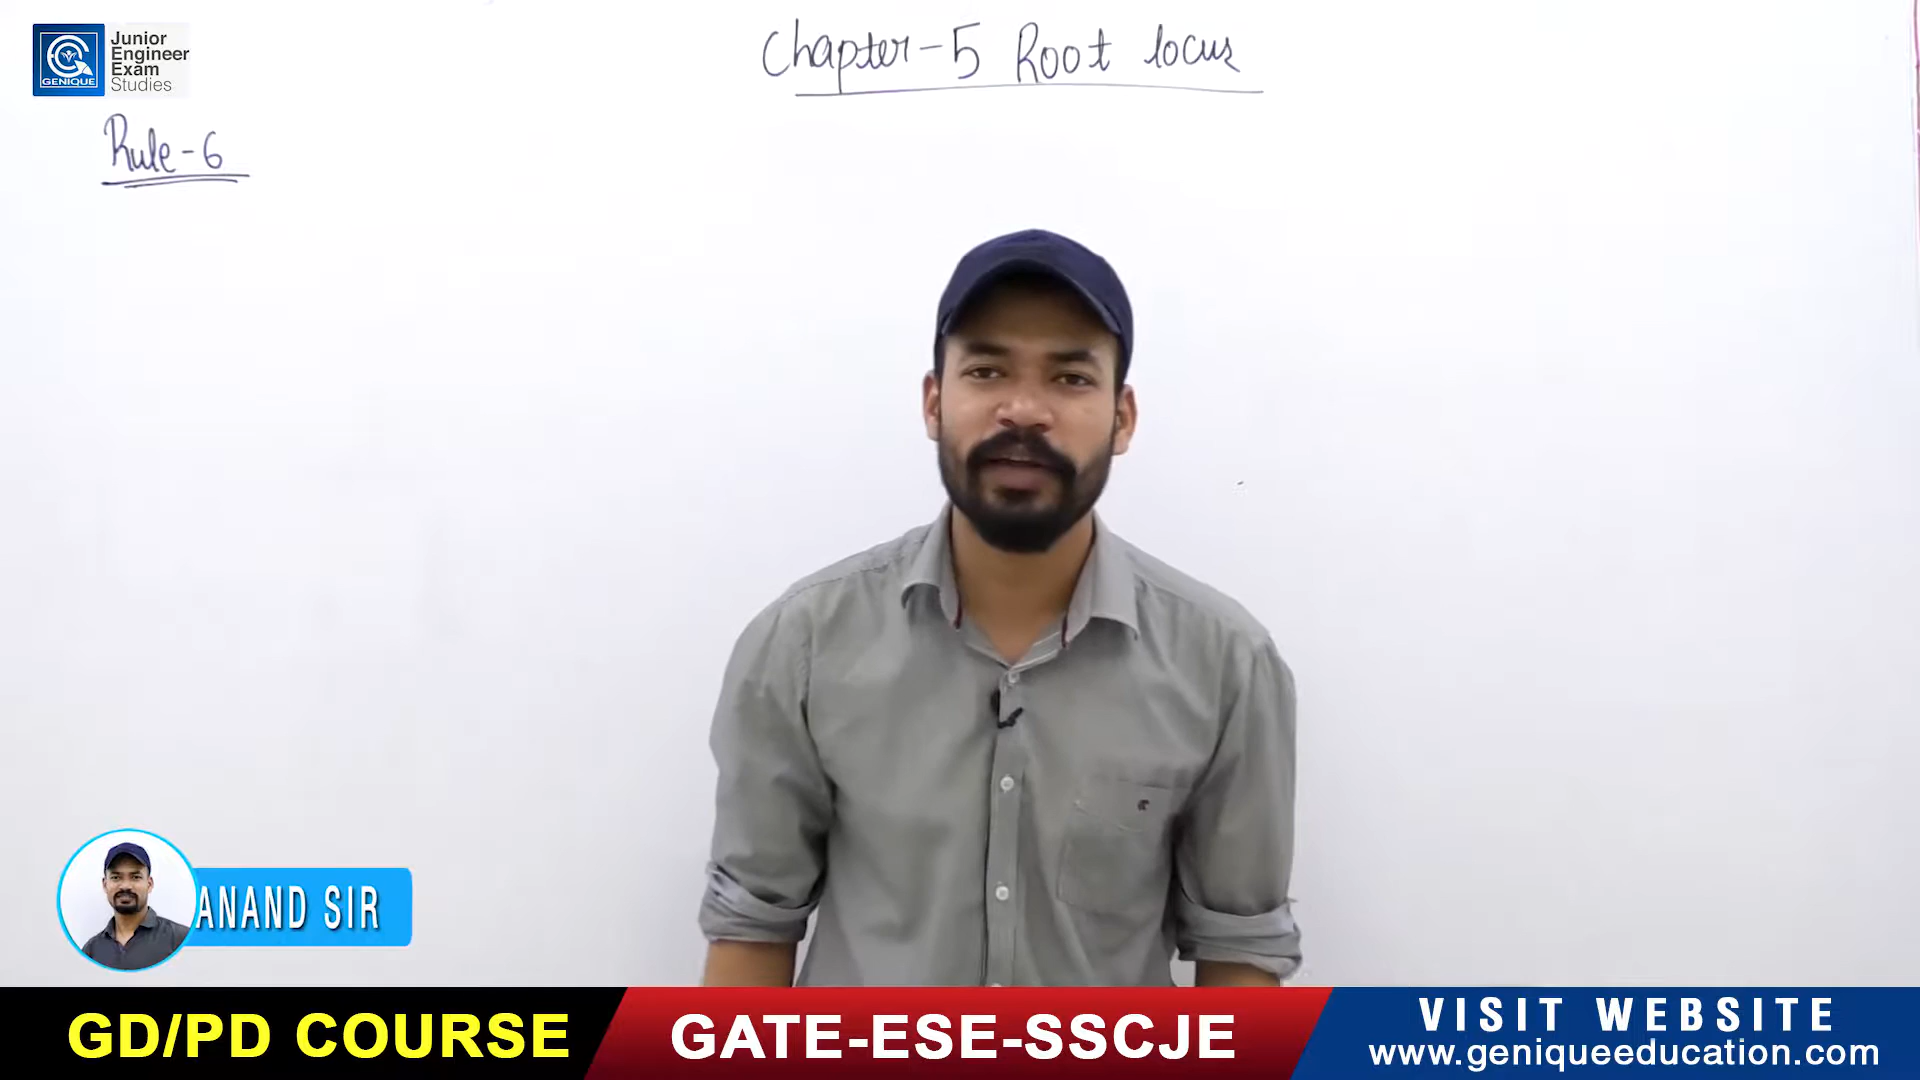 Junior
Engineer
Exam
Studies
GENIQUE
Chapter-5 Root locus
Rule-6
ANAND SIR
GD/PD COURSE
GATE-ESE-SSCJE
VISIT WEBSITE
www.geniqueeducation.com